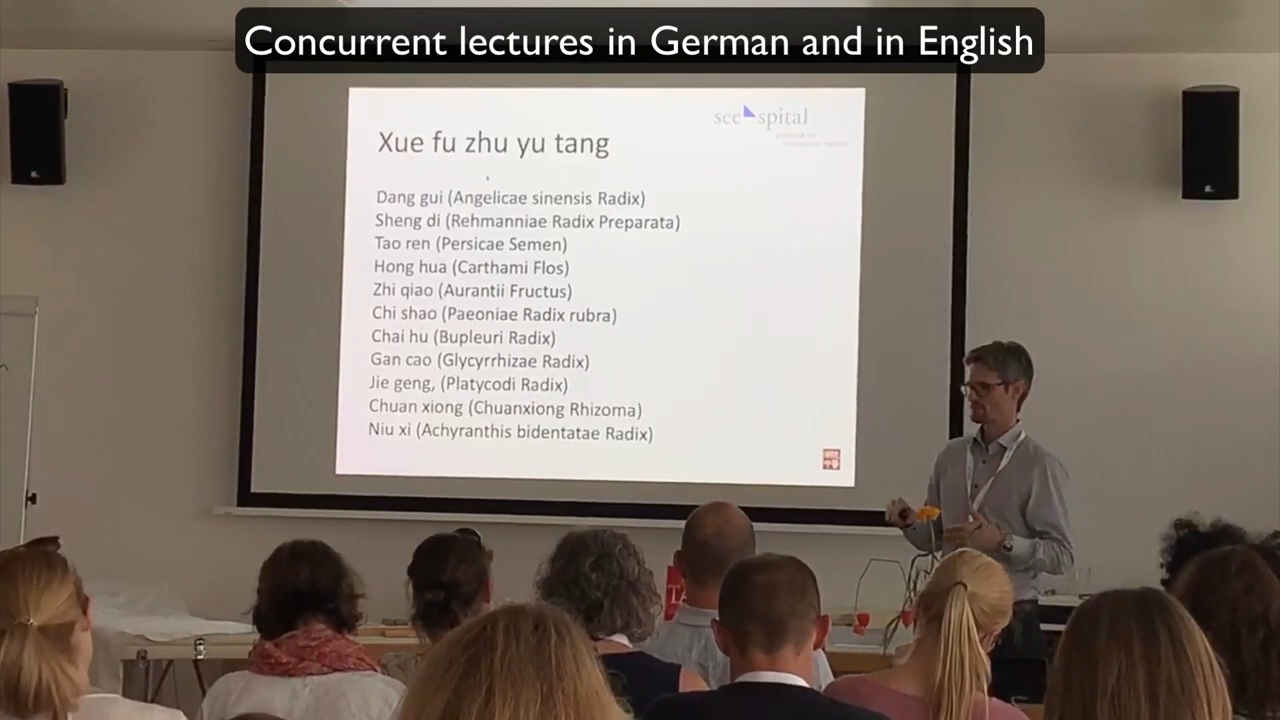 Concurrent lectures in German and in English
see spital
Xue fu zhu yu tang
Dang gui (Angelicae sinensis Radix)
Sheng di (Rehmanniae Radix Preparata)
Tao ren (Persicae Semen)
Hong hua (Carthami Flos)
Zhi qiao (Aurantii Fructus)
Chi shao (Paeoniae Radix rubra)
Chai hu (Bupleuri Radix)
Gan cao (Glycyrrhizae Radix)
Jie geng, (Platycodi Radix)
Chuan xiong (Chuanxiong Rhizoma)
Niu xi (Achyranthis bidentatae Radix)